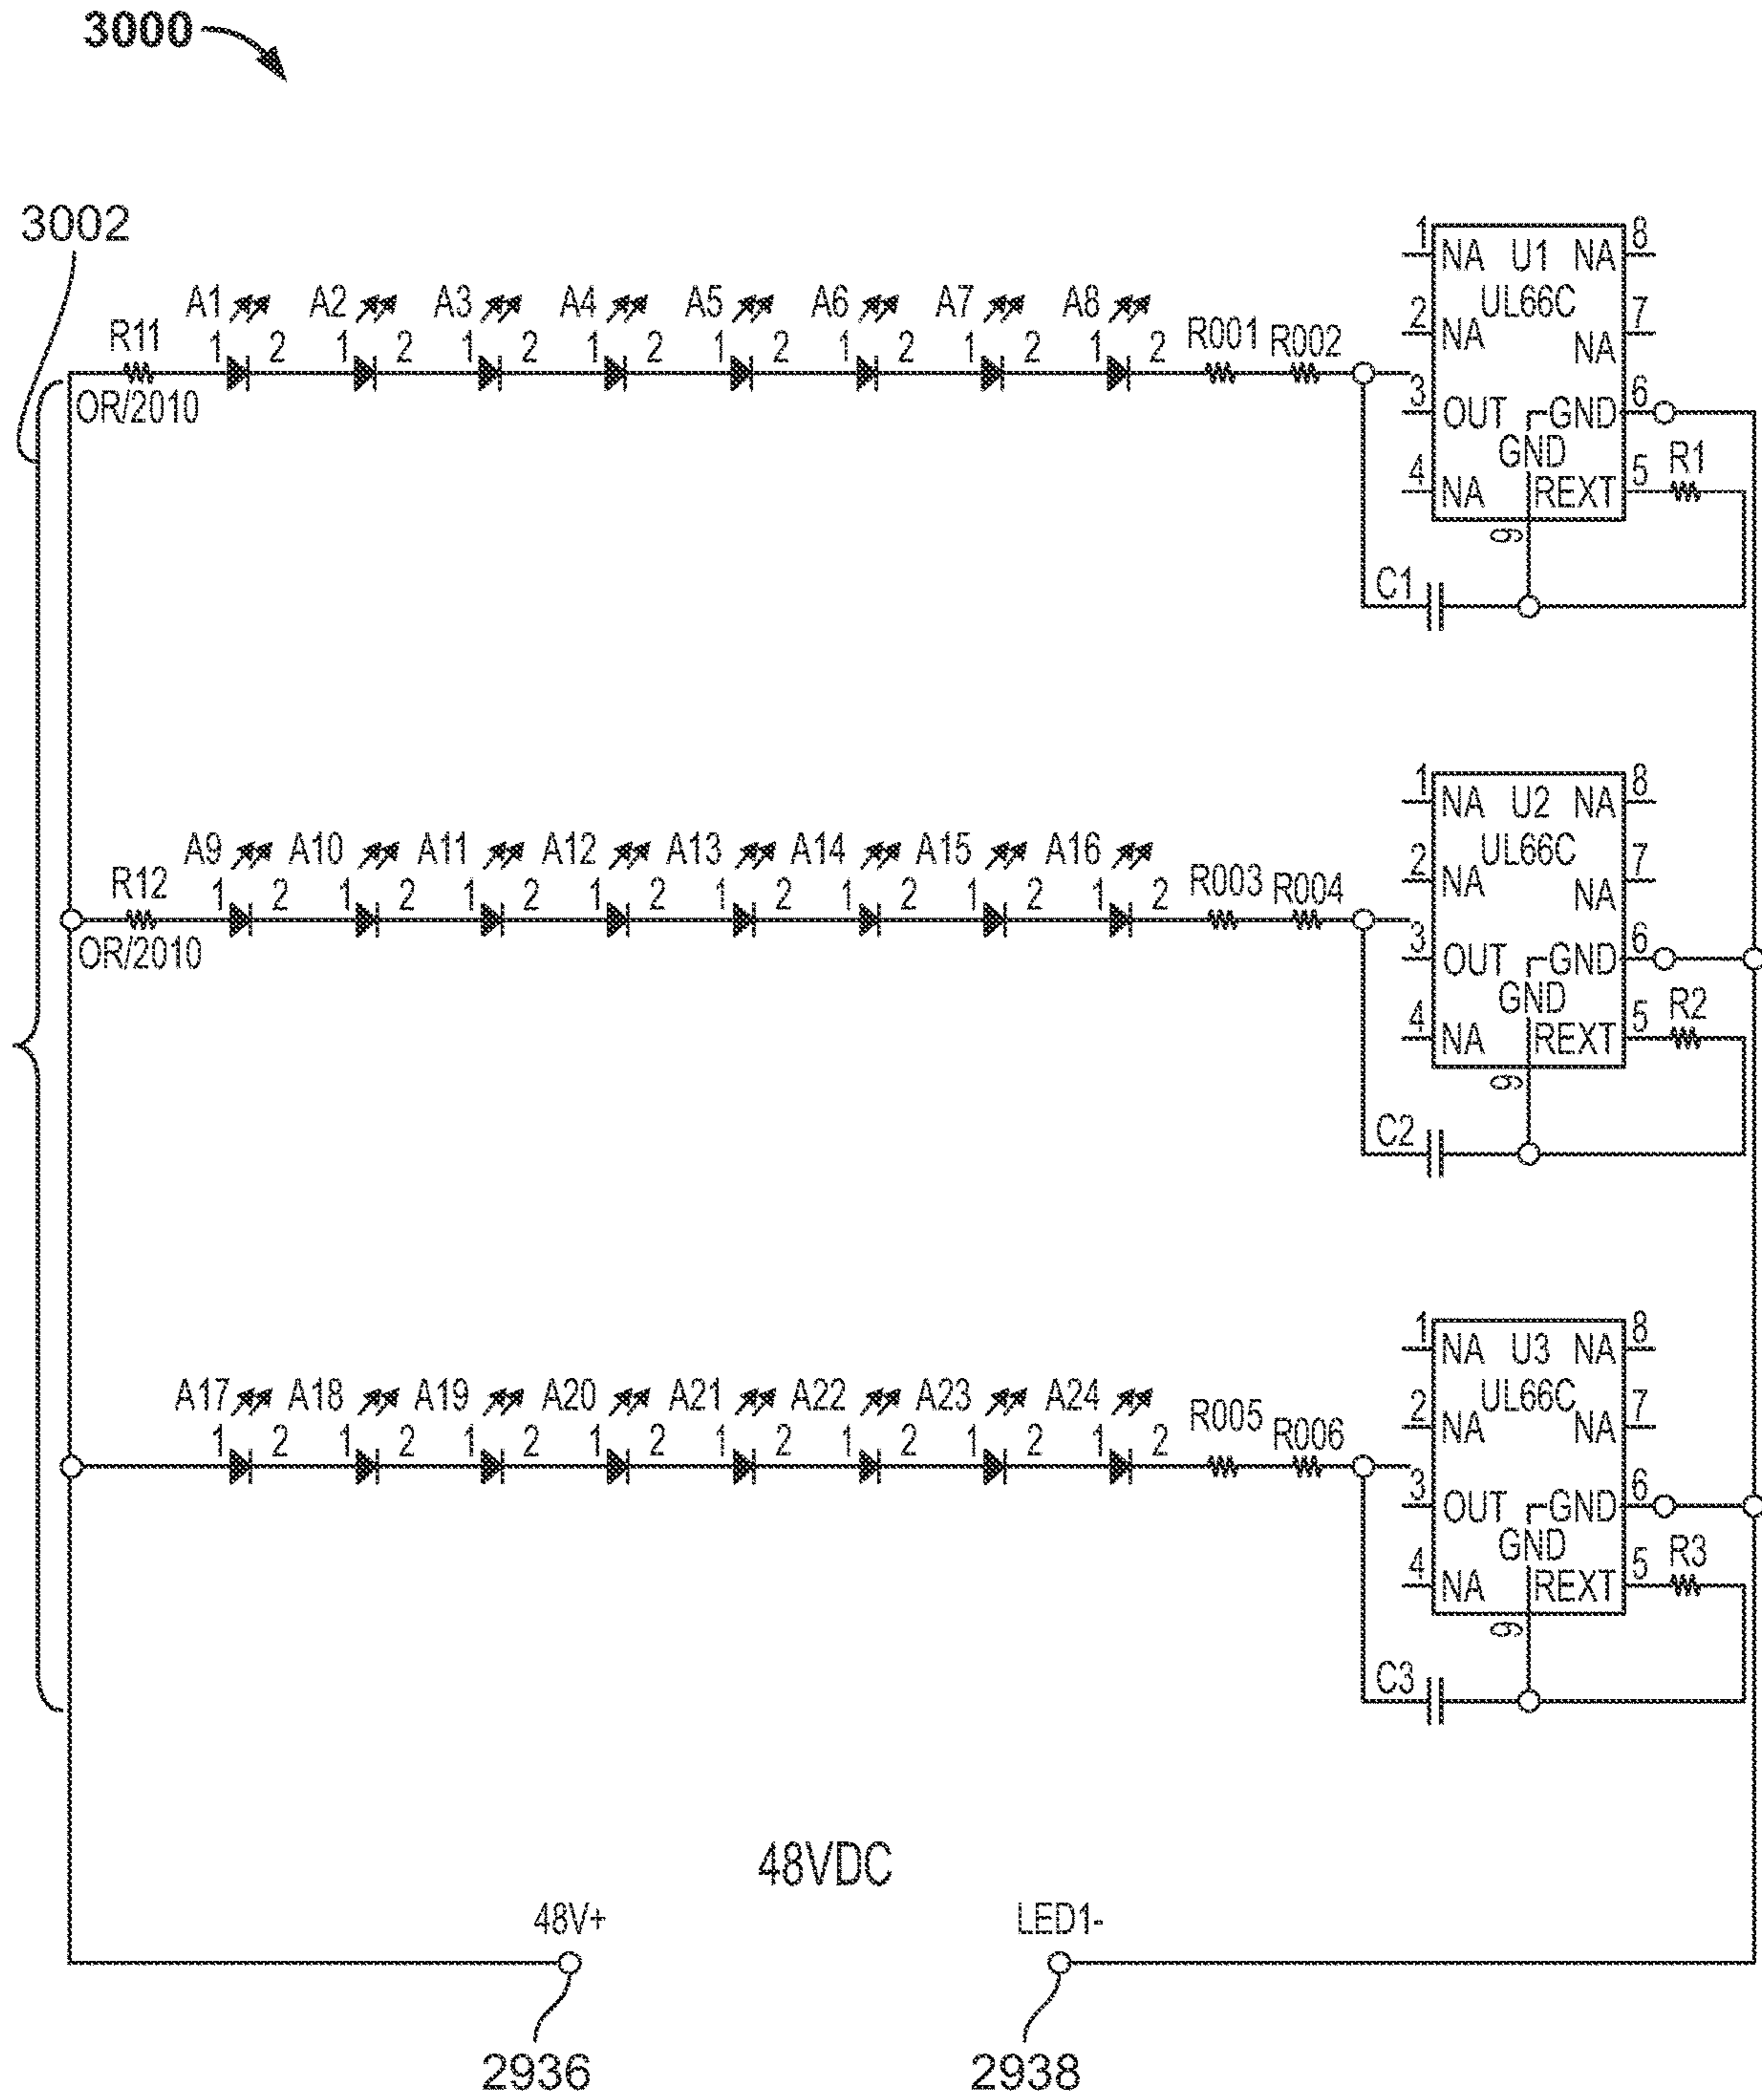 3000
3002
A1 A2 A3 A4 A5 A6 A7 A8
R11 1 2 1 2 1 2 1 2 1 2 1 2 1 2 1 2 R001 R002
OR/2010
1 NA U1 NA 8
UL66C
2 NA NA 7
3 OUT GND 6
GND
4 NA REXT 5 R1
9
C1
A9 A10 A11 A12 A13 A14 A15 A16
R12 1 2 1 2 1 2 1 2 1 2 1 2 1 2 1 2 R003 R004
OR/2010
1 NA U2 NA 8
UL66C
2 NA NA 7
3 OUT GND 6
GND
4 NA REXT 5 R2
9
C2
A17 A18 A19 A20 A21 A22 A23 A24
1 2 1 2 1 2 1 2 1 2 1 2 1 2 1 2 R005 R006
1 NA U3 NA 8
UL66C
2 NA NA 7
3 OUT GND 6
GND
4 NA REXT 5 R3
9
C3
48VDC
48V+ LED1-
2936 2938